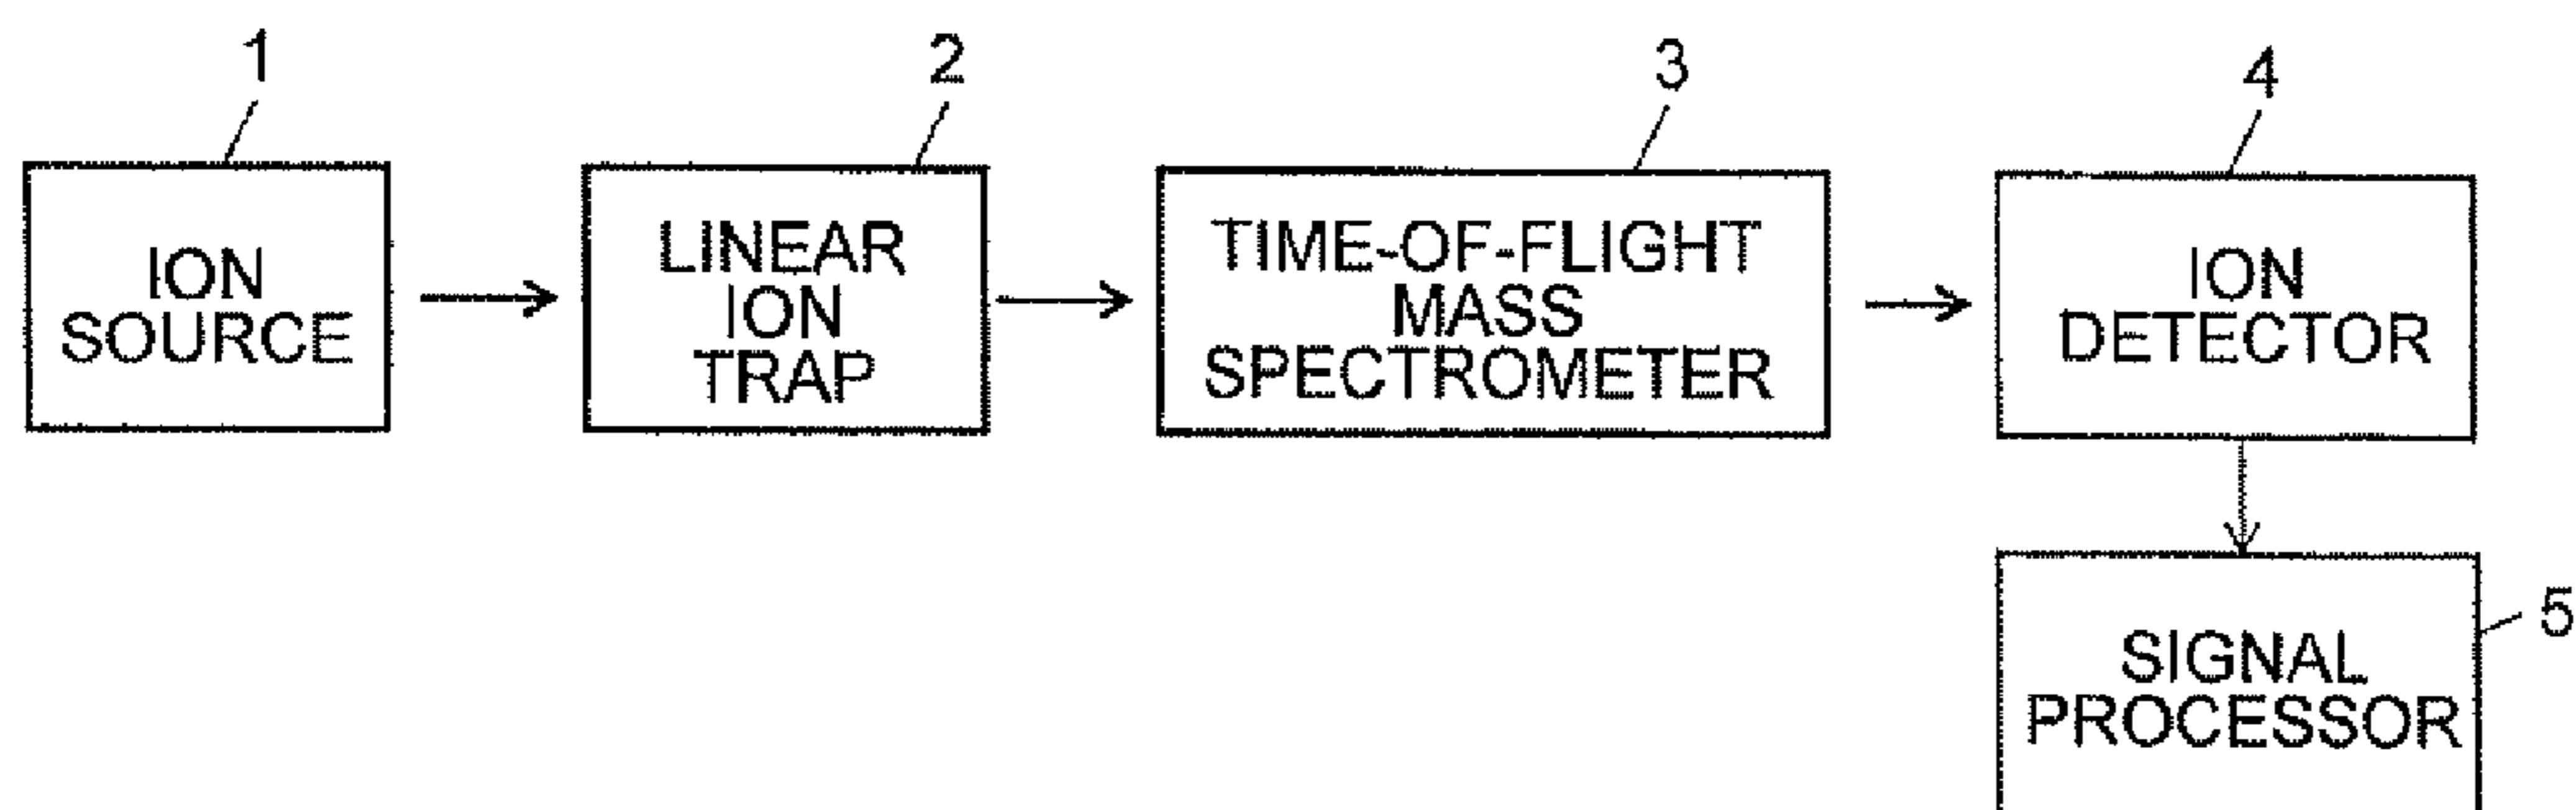 1
2
3
4
ION
SOURCE
LINEAR
ION
TRAP
TIME-OF-FLIGHT
MASS
SPECTROMETER
ION
DETECTOR
5
SIGNAL
PROCESSOR